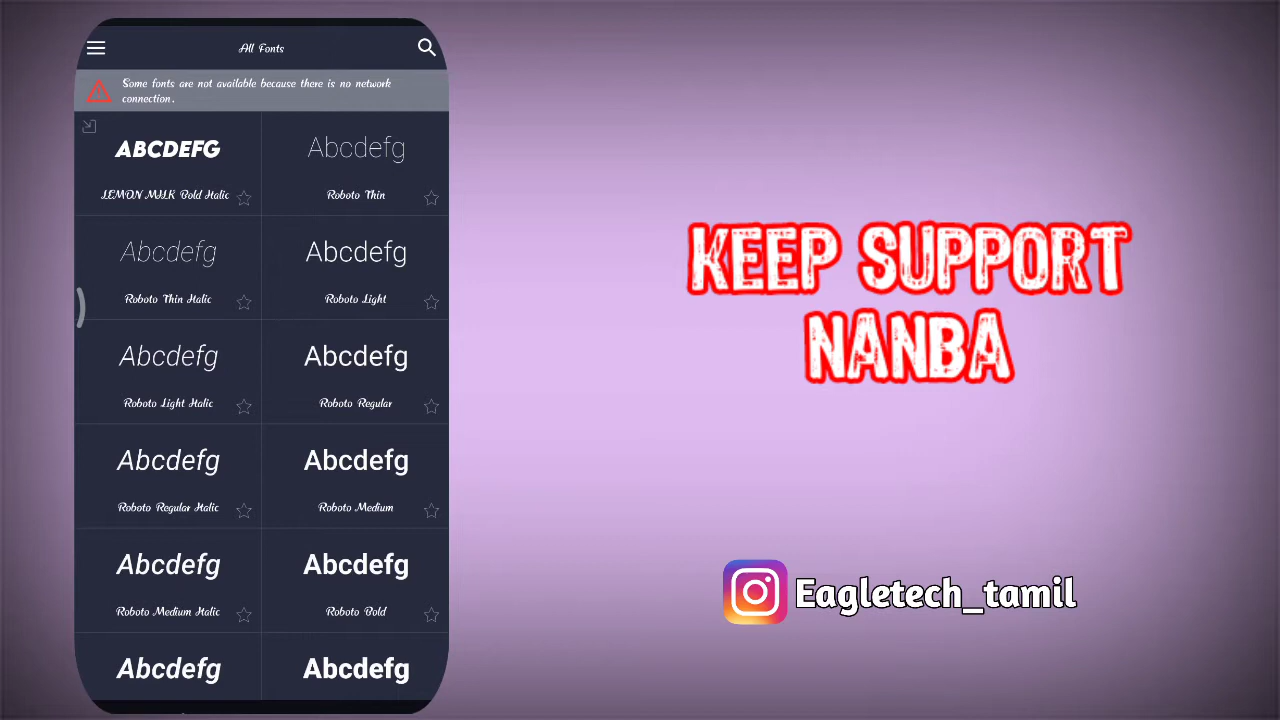 All Fonts
Some fonts are not available because there is no network
connection.
ABCDEFG
Abcdefg
LEMON MILK Bold Italic
Roboto Thin
Abcdefg
Abcdefg
Roboto Thin Italic
Roboto Light
Abcdefg
Abcdefg
Roboto Light Italic
Roboto Regular
Abcdefg
Abcdefg
Roboto Regular Italic
Roboto Medium
Abcdefg
Abcdefg
Roboto Medium Italic
Roboto Bold
Abcdefg
Abcdefg
KEEP SUPPORT
NANBA
Eagletech_tamil